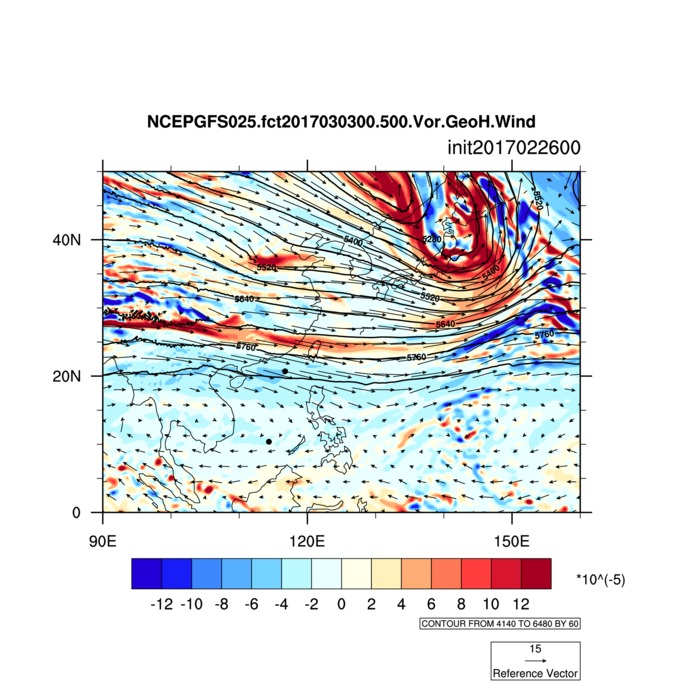 NCEPGFS025.fct2017030300.500.Vor.GeoH.Wind
init2017022600
5520
5280
5400
5400
5520
5520
5640
5640
5760
5760
5760
40N
20N
0
90E 120E 150E
-12 -10 -8 -6 -4 -2 0 2 4 6 8 10 12
*10^(-5)
CONTOUR FROM 4140 TO 6480 BY 60
15
Reference Vector